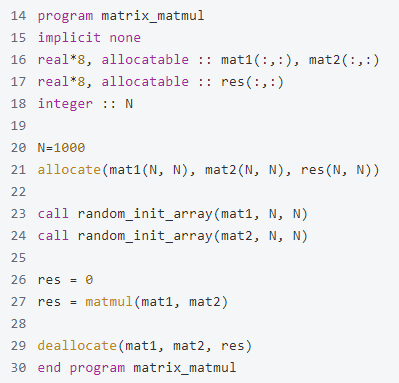 14 program matrix_matmul
15 implicit none
16 real*8, allocatable :: mat1(:,:), mat2(:,:)
17 real*8, allocatable :: res(:,:)
18 integer :: N
19
20 N=1000
21 allocate(mat1(N, N), mat2(N, N), res(N, N))
22
23 call random_init_array(mat1, N, N)
24 call random_init_array(mat2, N, N)
25
26 res = 0
27 res = matmul(mat1, mat2)
28
29 deallocate(mat1, mat2, res)
30 end program matrix_matmul